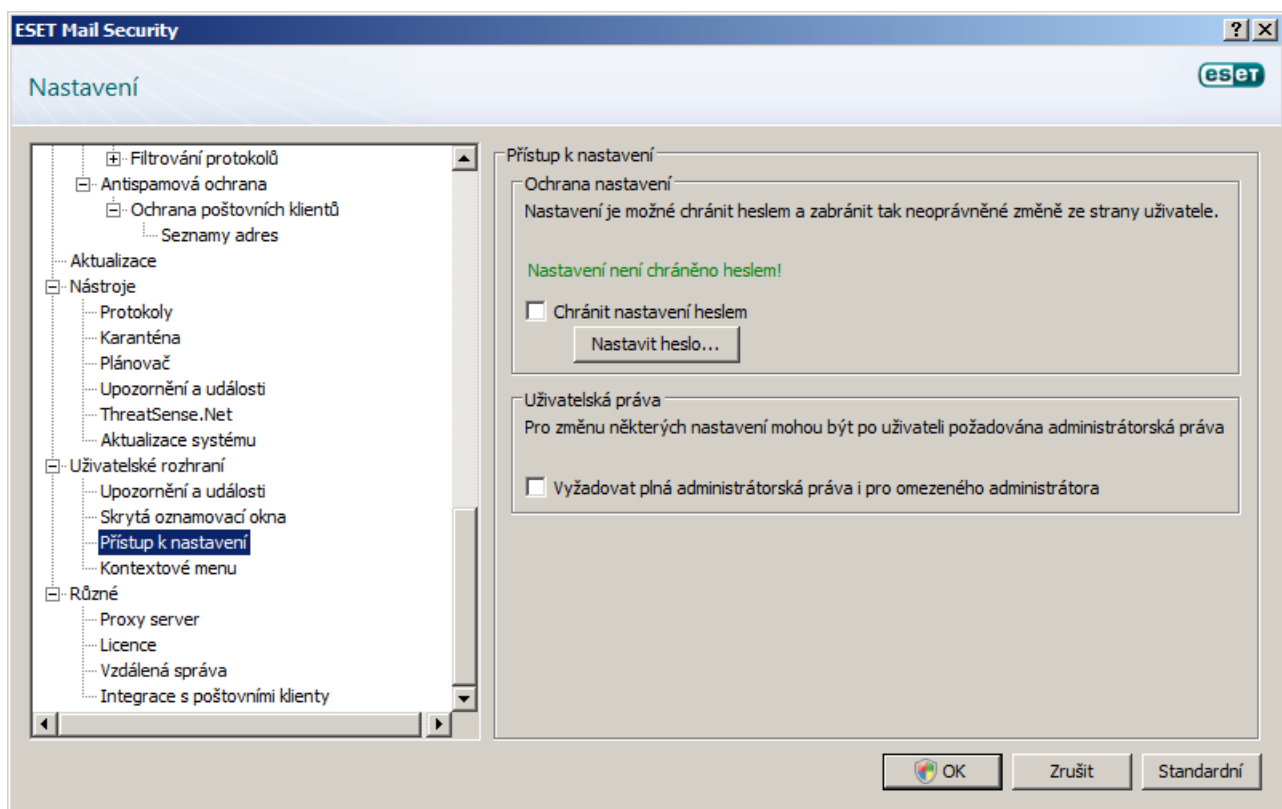 ESET Mail Security
Nastavení
eset
Filtrování protokolů
Antispamová ochrana
Ochrana poštovních klientů
Seznamy adres
Aktualizace
Nástroje
Protokoly
Karanténa
Plánovač
Upozornění a události
ThreatSense.Net
Aktualizace systému
Uživatelské rozhraní
Upozornění a události
Skrytá oznamovací okna
Přístup k nastavení
Kontextové menu
Různé
Proxy server
Licence
Vzdálená správa
Integrace s poštovními klienty
Přístup k nastavení
Ochrana nastavení
Nastavení je možné chránit heslem a zabránit tak neoprávněné změně ze strany uživatele.
Nastavení není chráněno heslem!
Chránit nastavení heslem
Nastavit heslo...
Uživatelská práva
Pro změnu některých nastavení mohou být po uživateli požadována administrátorská práva
Vyžadovat plná administrátorská práva i pro omezeného administrátora
OK
Zrušit
Standardní